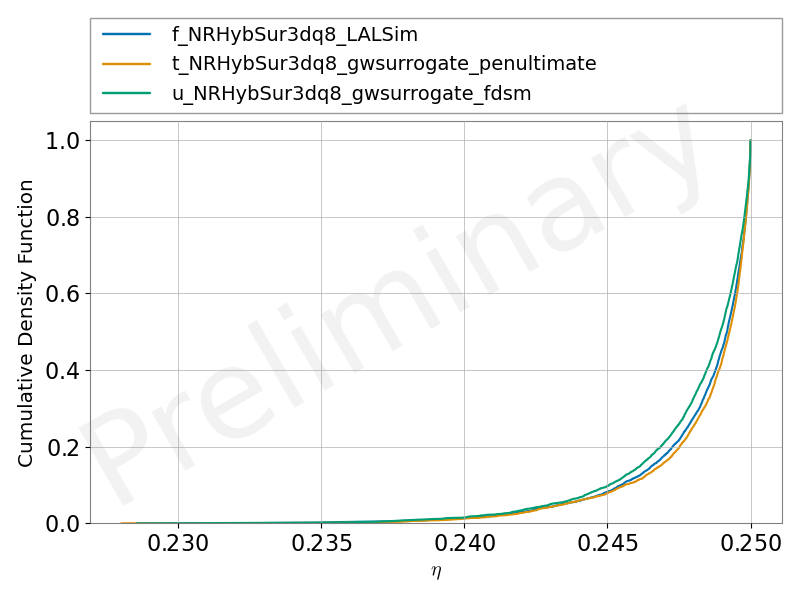 f_NRHybSur3dq8_LALSim
t_NRHybSur3dq8_gwsurrogate_penultimate
u_NRHybSur3dq8_gwsurrogate_fdsm
Preliminary
Cumulative Density Function
1.0
0.8
0.6
0.4
0.2
0.0
0.230 0.235 0.240 0.245 0.250
η